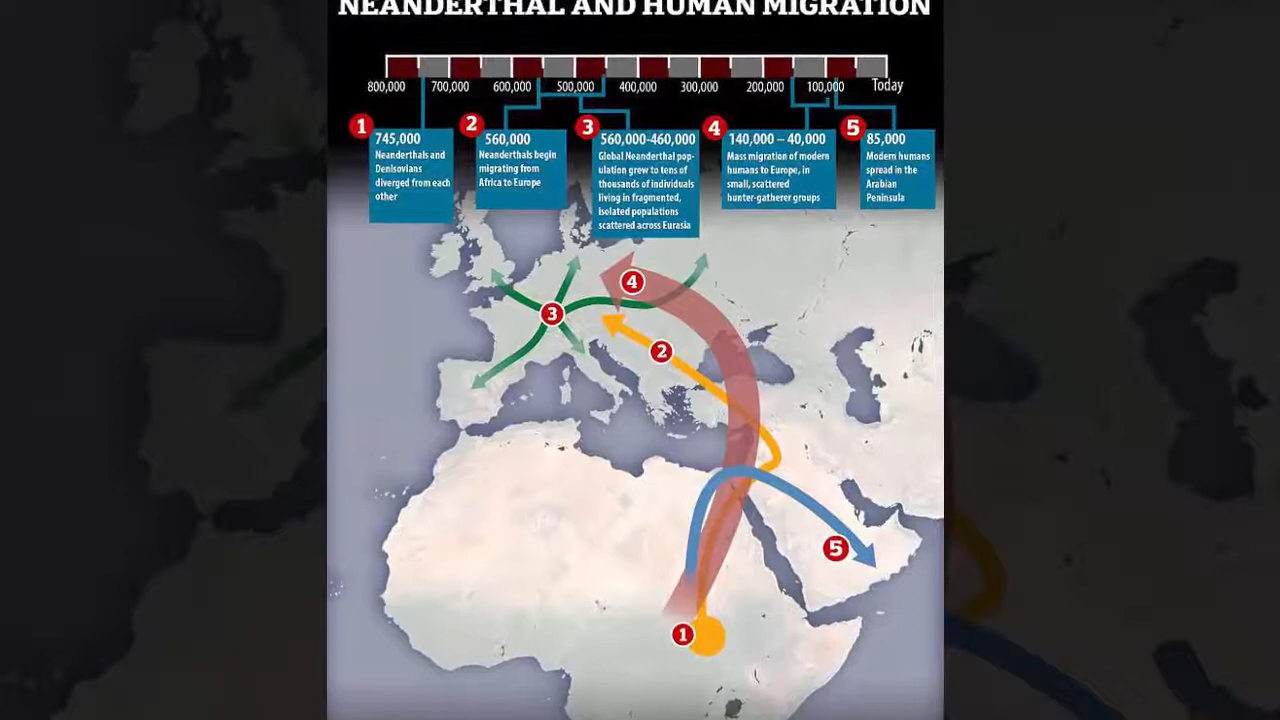 NEANDERTHAL AND HUMAN MIGRATION
800,000 700,000 600,000 500,000 400,000 300,000 200,000 100,000 Today
1
745,000
Neanderthals and
Denisovians
diverged from each
other
2
560,000
Neanderthals begin
migrating from
Africa to Europe
3
560,000-460,000
Global Neanderthal pop-
ulation grew to tens of
thousands of individuals
living in fragmented,
isolated populations
scattered across Eurasia
4
140,000 – 40,000
Mass migration of modern
humans to Europe, in
small, scattered
hunter-gatherer groups
5
85,000
Modern humans
spread in the
Arabian
Peninsula
4
3
2
5
1